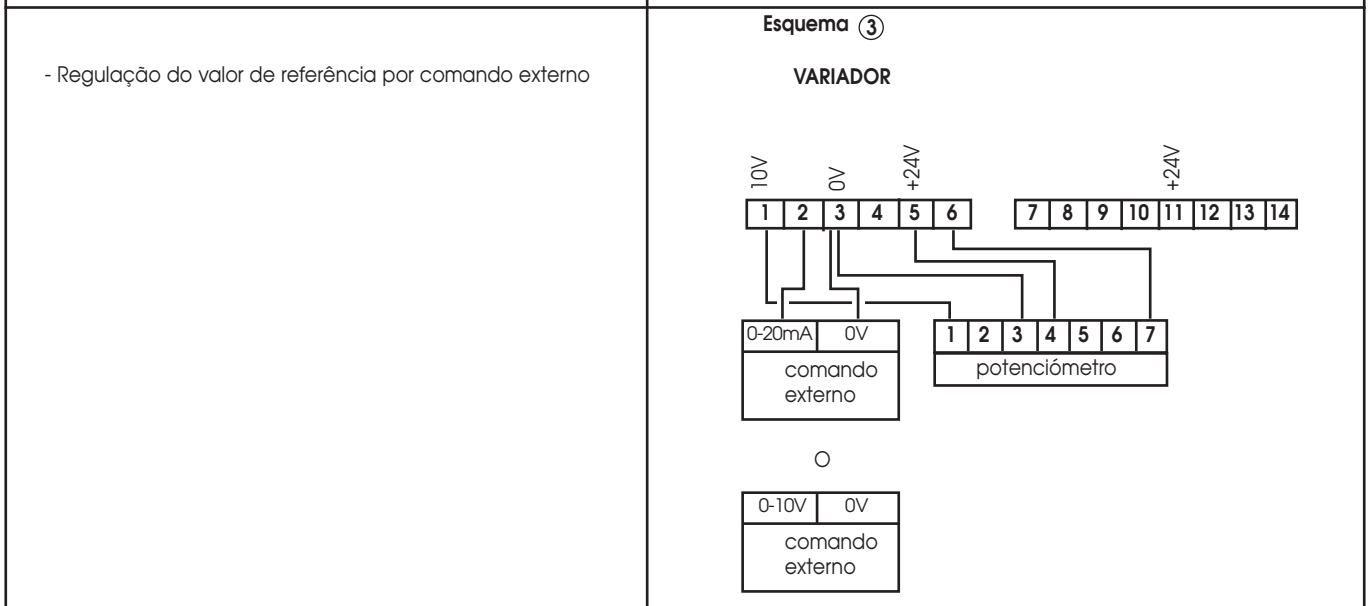 Esquema 3
- Regulação do valor de referência por comando externo
VARIADOR
10V 0V +24V +24V
1 2 3 4 5 6 7 8 9 10 11 12 13 14
0-20mA 0V 1 2 3 4 5 6 7
comando
externo
potenciómetro
O
0-10V 0V
comando
externo